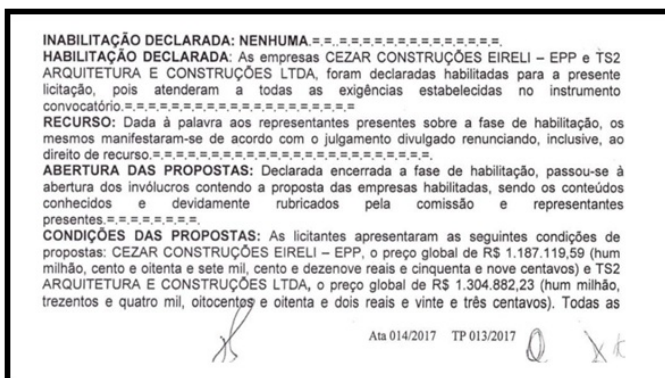 INABILITAÇÃO DECLARADA: NENHUMA.=.=..=.=.=.=.=.=.=.=.=.=.=.=.=.=.=.
HABILITAÇÃO DECLARADA: As empresas CEZAR CONSTRUÇÕES EIRELI – EPP e TS2
ARQUITETURA E CONSTRUÇÕES LTDA, foram declaradas habilitadas para a presente
licitação, pois atenderam a todas as exigências estabelecidas no instrumento
convocatório.=.=.=.=.=.=.=.=.=.=.=.=.=.=.=.=.=.=.=.=
RECURSO: Dada à palavra aos representantes presentes sobre a fase de habilitação, os
mesmos manifestaram-se de acordo com o julgamento divulgado renunciando, inclusive, ao
direito de recurso.=.=.=.=.=.=.=.=.=.=.=.=.=.=.=.=.=.=.=.=.=.=.=.=.
ABERTURA DAS PROPOSTAS: Declarada encerrada a fase de habilitação, passou-se à
abertura dos invólucros contendo a proposta das empresas habilitadas, sendo os conteúdos
conhecidos e devidamente rubricados pela comissão e representantes
presentes.=.=.=.=.=.=.=.=.
CONDIÇÕES DAS PROPOSTAS: As licitantes apresentaram as seguintes condições de
propostas: CEZAR CONSTRUÇÕES EIRELI – EPP, o preço global de R$ 1.187.119,59 (hum
milhão, cento e oitenta e sete mil, cento e dezenove reais e cinquenta e nove centavos) e TS2
ARQUITETURA E CONSTRUÇÕES LTDA, o preço global de R$ 1.304.882,23 (hum milhão,
trezentos e quatro mil, oitocentos e oitenta e dois reais e vinte e três centavos). Todas as
Ata 014/2017 TP 013/2017